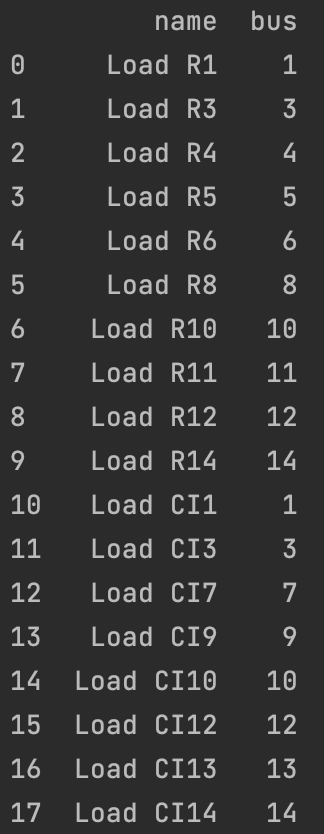 name bus
0 Load R1 1
1 Load R3 3
2 Load R4 4
3 Load R5 5
4 Load R6 6
5 Load R8 8
6 Load R10 10
7 Load R11 11
8 Load R12 12
9 Load R14 14
10 Load CI1 1
11 Load CI3 3
12 Load CI7 7
13 Load CI9 9
14 Load CI10 10
15 Load CI12 12
16 Load CI13 13
17 Load CI14 14